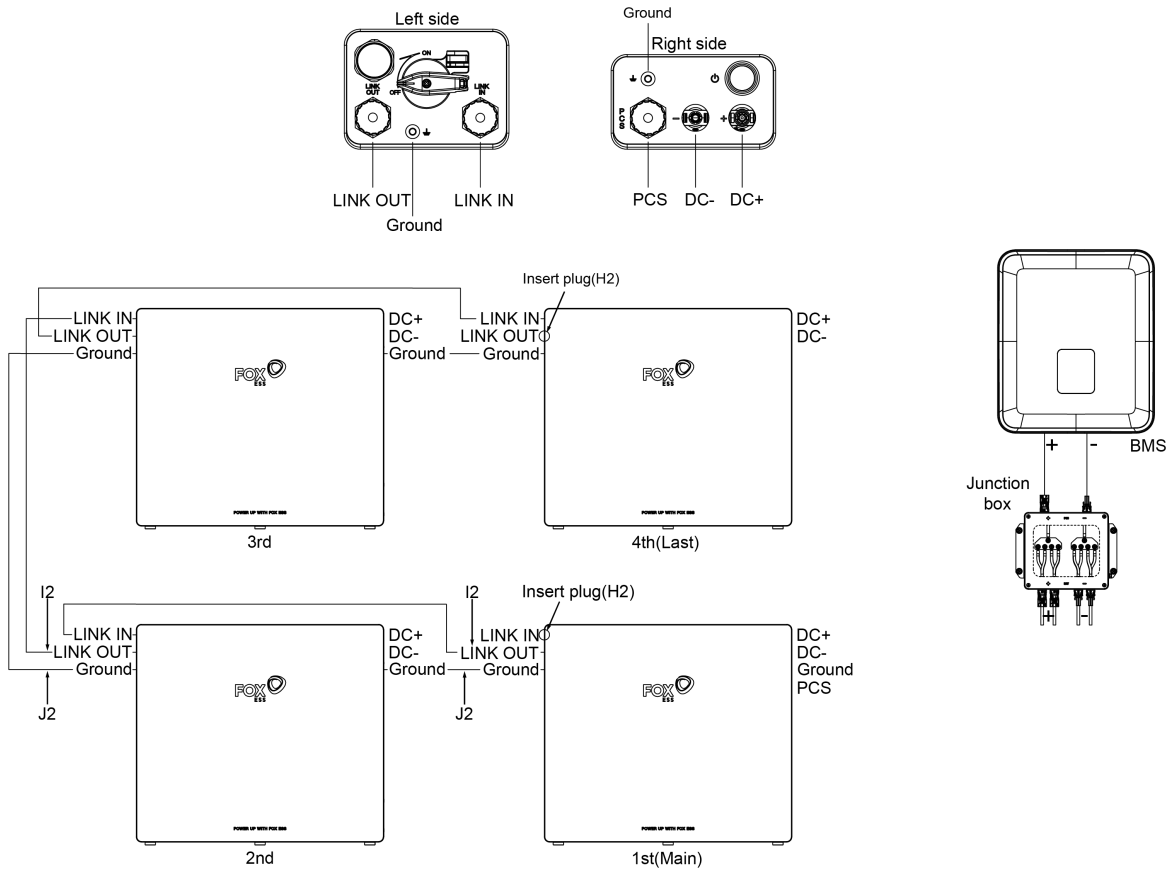 Left side
ON
OFF
LINK
OUT
LINK
IN
LINK OUT
Ground
LINK IN
Ground
Right side
PCS
-
+
PCS
DC-
DC+
Insert plug(H2)
LINK IN
LINK OUT
Ground
FOX
ESS
POWER UP WITH FOX ESS
3rd
DC+
DC-
Ground
LINK IN
LINK OUT
Ground
FOX
ESS
POWER UP WITH FOX ESS
4th(Last)
DC+
DC-
+
-
BMS
Junction
box
+
-
+
-
+
-
I2
LINK IN
LINK OUT
Ground
J2
FOX
ESS
POWER UP WITH FOX ESS
2nd
DC+
DC-
Ground
I2
Insert plug(H2)
LINK IN
LINK OUT
Ground
J2
FOX
ESS
POWER UP WITH FOX ESS
1st(Main)
DC+
DC-
Ground
PCS